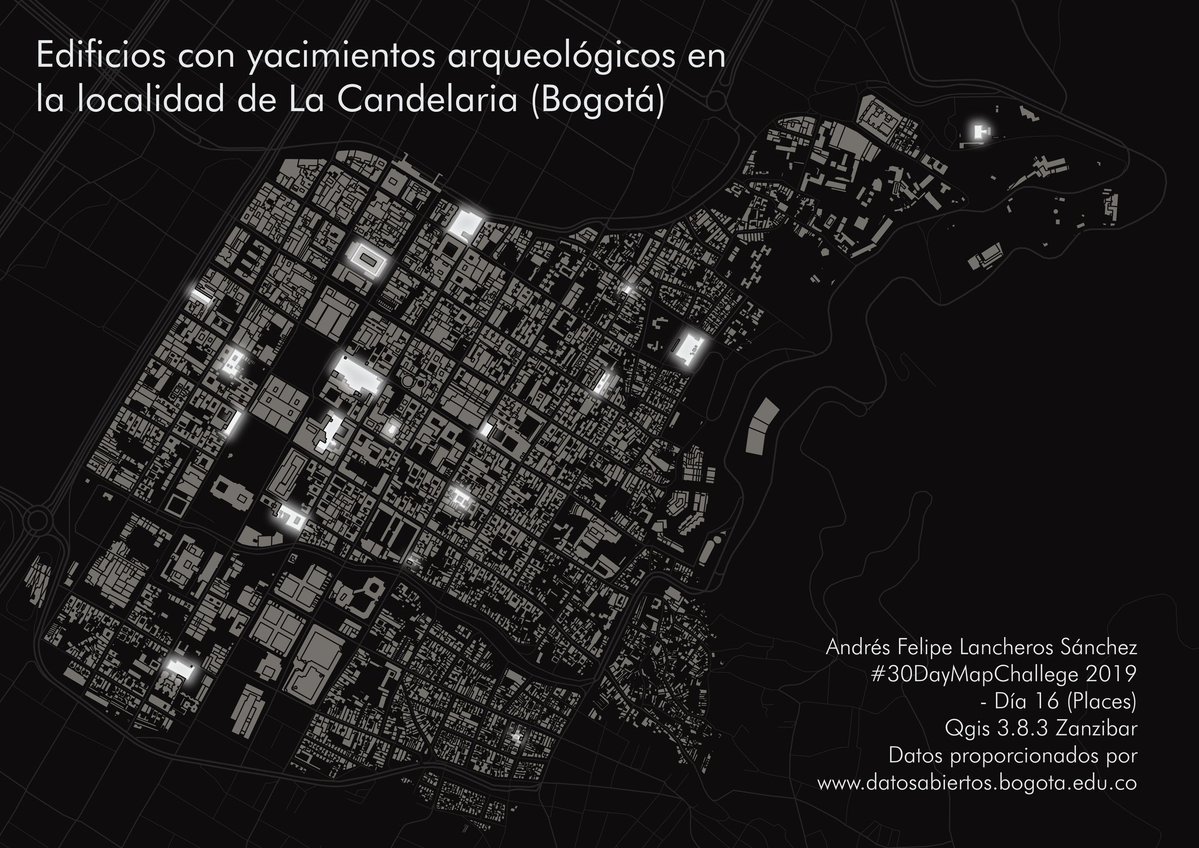 Edificios con yacimientos arqueológicos en
la localidad de La Candelaria (Bogotá)
Andrés Felipe Lancheros Sánchez
#30DayMapChallege 2019
- Día 16 (Places)
Qgis 3.8.3 Zanzibar
Datos proporcionados por
www.datosabiertos.bogota.edu.co